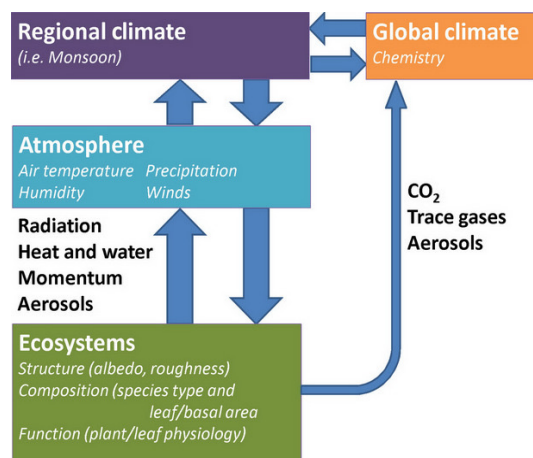 Regional climate
(i.e. Monsoon)
Global climate
Chemistry
Atmosphere
Air temperature Precipitation
Humidity Winds
Radiation
Heat and water
Momentum
Aerosols
CO₂
Trace gases
Aerosols
Ecosystems
Structure (albedo, roughness)
Composition (species type and
leaf/basal area
Function (plant/leaf physiology)